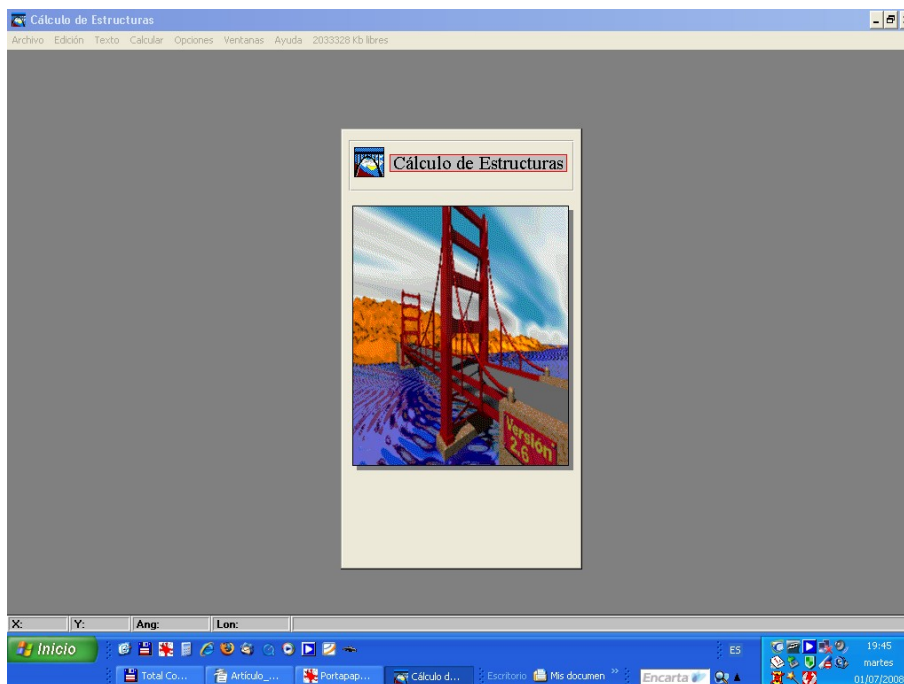 Cálculo de Estructuras
Archivo Edición Texto Calcular Opciones Ventanas Ayuda 2033328 Kb libres
Cálculo de Estructuras
Versión
2.6
X: Y: Ang: Lon:
Inicio ES 19:45
martes
Total Co... Artículo_... Portapap... Cálculo d... Escritorio Mis documen » Encarta 01/07/2008